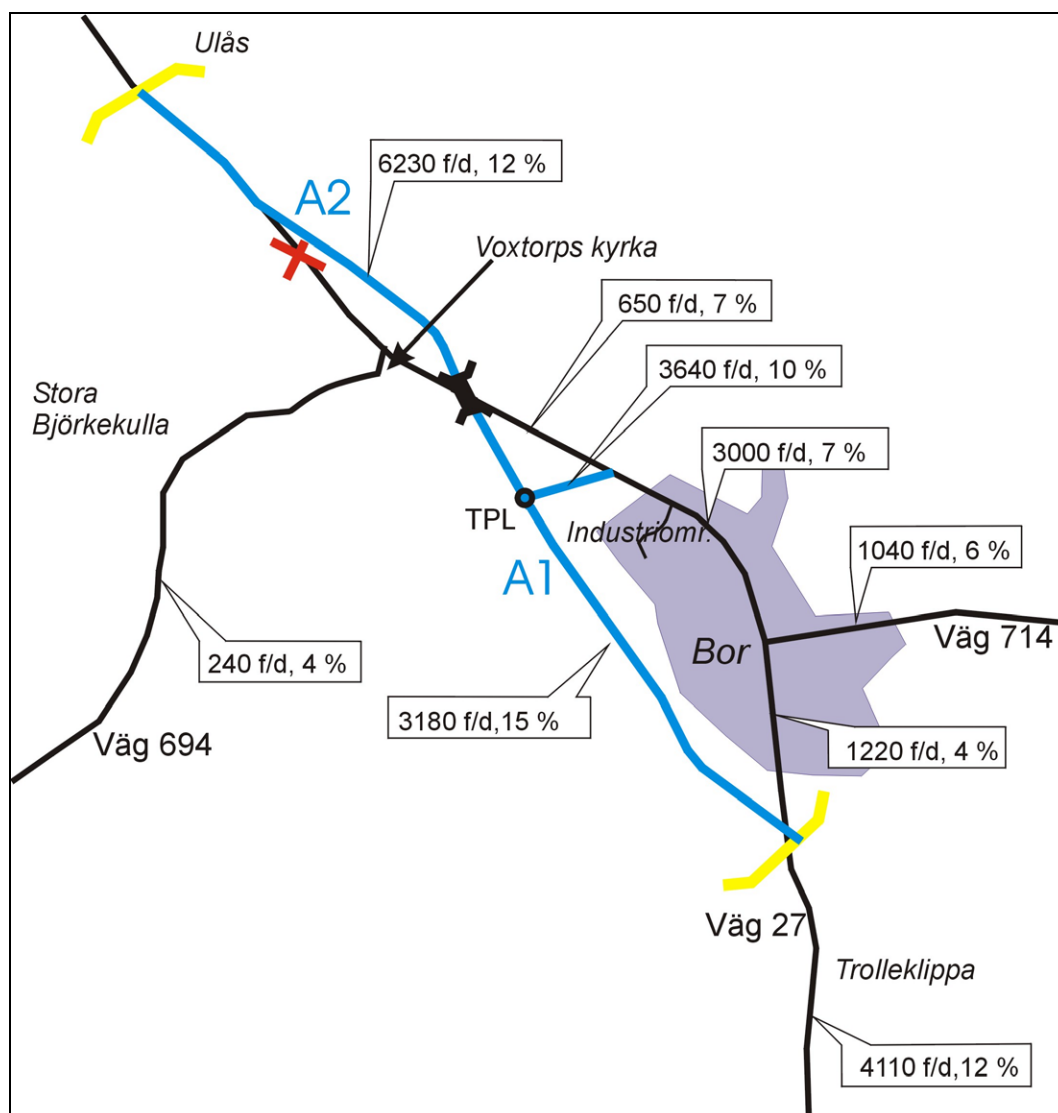 Ulås
6230 f/d, 12 %
A2
Voxtorps kyrka
650 f/d, 7 %
3640 f/d, 10 %
Stora
Björkekulla
3000 f/d, 7 %
TPL
Industriomr.
1040 f/d, 6 %
A1
Väg 714
Bor
240 f/d, 4 %
3180 f/d,15 %
Väg 694
1220 f/d, 4 %
Väg 27
Trolleklippa
4110 f/d,12 %